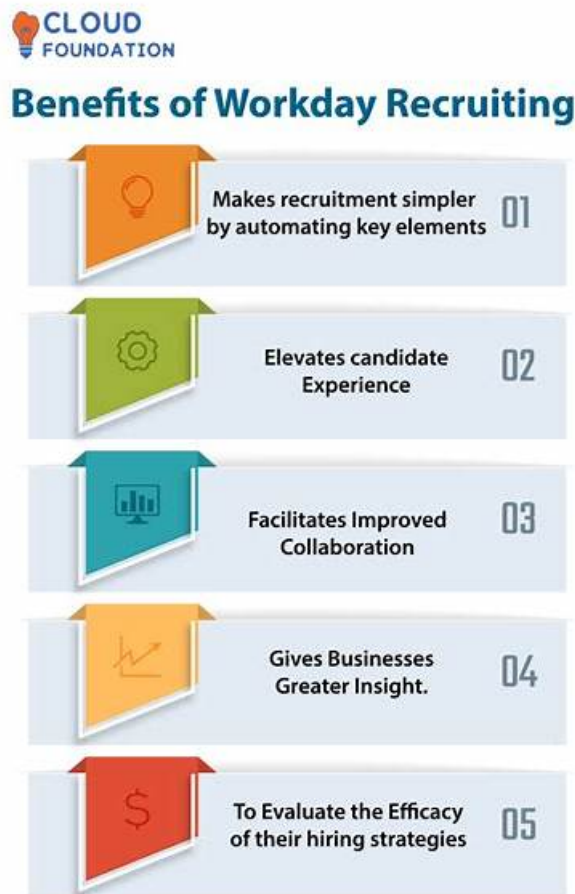 CLOUD
FOUNDATION
Benefits of Workday Recruiting
Makes recruitment simpler
by automating key elements
01
Elevates candidate
Experience
02
Facilitates Improved
Collaboration
03
Gives Businesses
Greater Insight.
04
To Evaluate the Efficacy
of their hiring strategies
05